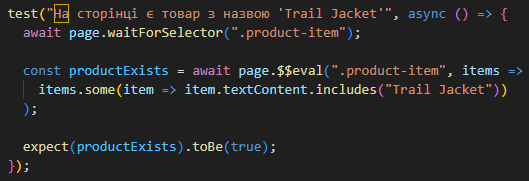 test("На сторінці є товар з назвою 'Trail Jacket'", async () => {
  await page.waitForSelector(".product-item");

  const productExists = await page.$$eval(".product-item", items =>
    items.some(item => item.textContent.includes("Trail Jacket"))
  );

  expect(productExists).toBe(true);
});